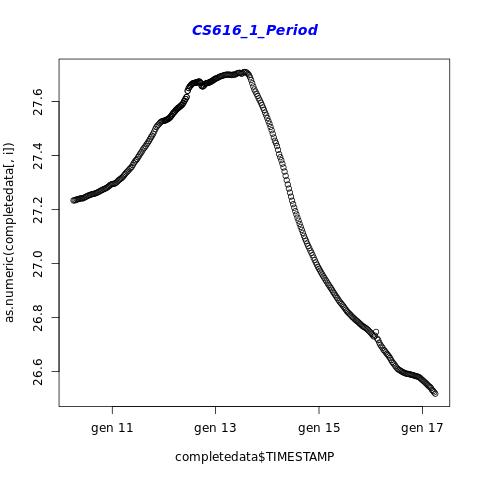 CS616_1_Period
as.numeric(completedata[, i])
27.6
27.4
27.2
27.0
26.8
26.6
gen 11 gen 13 gen 15 gen 17
completedata$TIMESTAMP